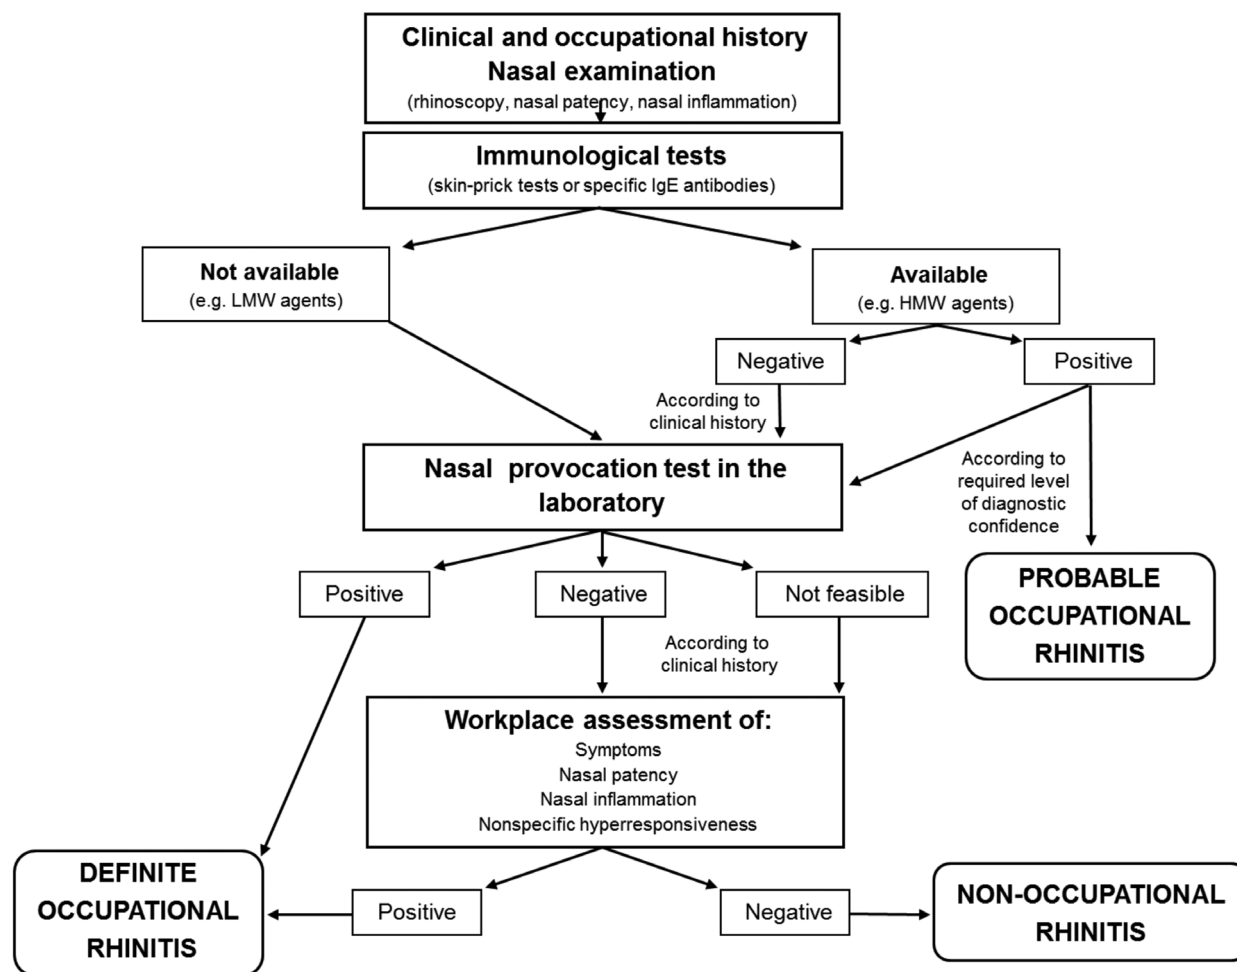 Clinical and occupational history
Nasal examination
(rhinoscopy, nasal patency, nasal inflammation)
Immunological tests
(skin-prick tests or specific IgE antibodies)
Not available
(e.g. LMW agents)
Available
(e.g. HMW agents)
Negative
Positive
According to
clinical history
According to
required level
of diagnostic
confidence
Nasal provocation test in the
laboratory
Positive
Negative
Not feasible
According to
clinical history
PROBABLE
OCCUPATIONAL
RHINITIS
Workplace assessment of:
Symptoms
Nasal patency
Nasal inflammation
Nonspecific hyperresponsiveness
DEFINITE
OCCUPATIONAL
RHINITIS
Positive
Negative
NON-OCCUPATIONAL
RHINITIS